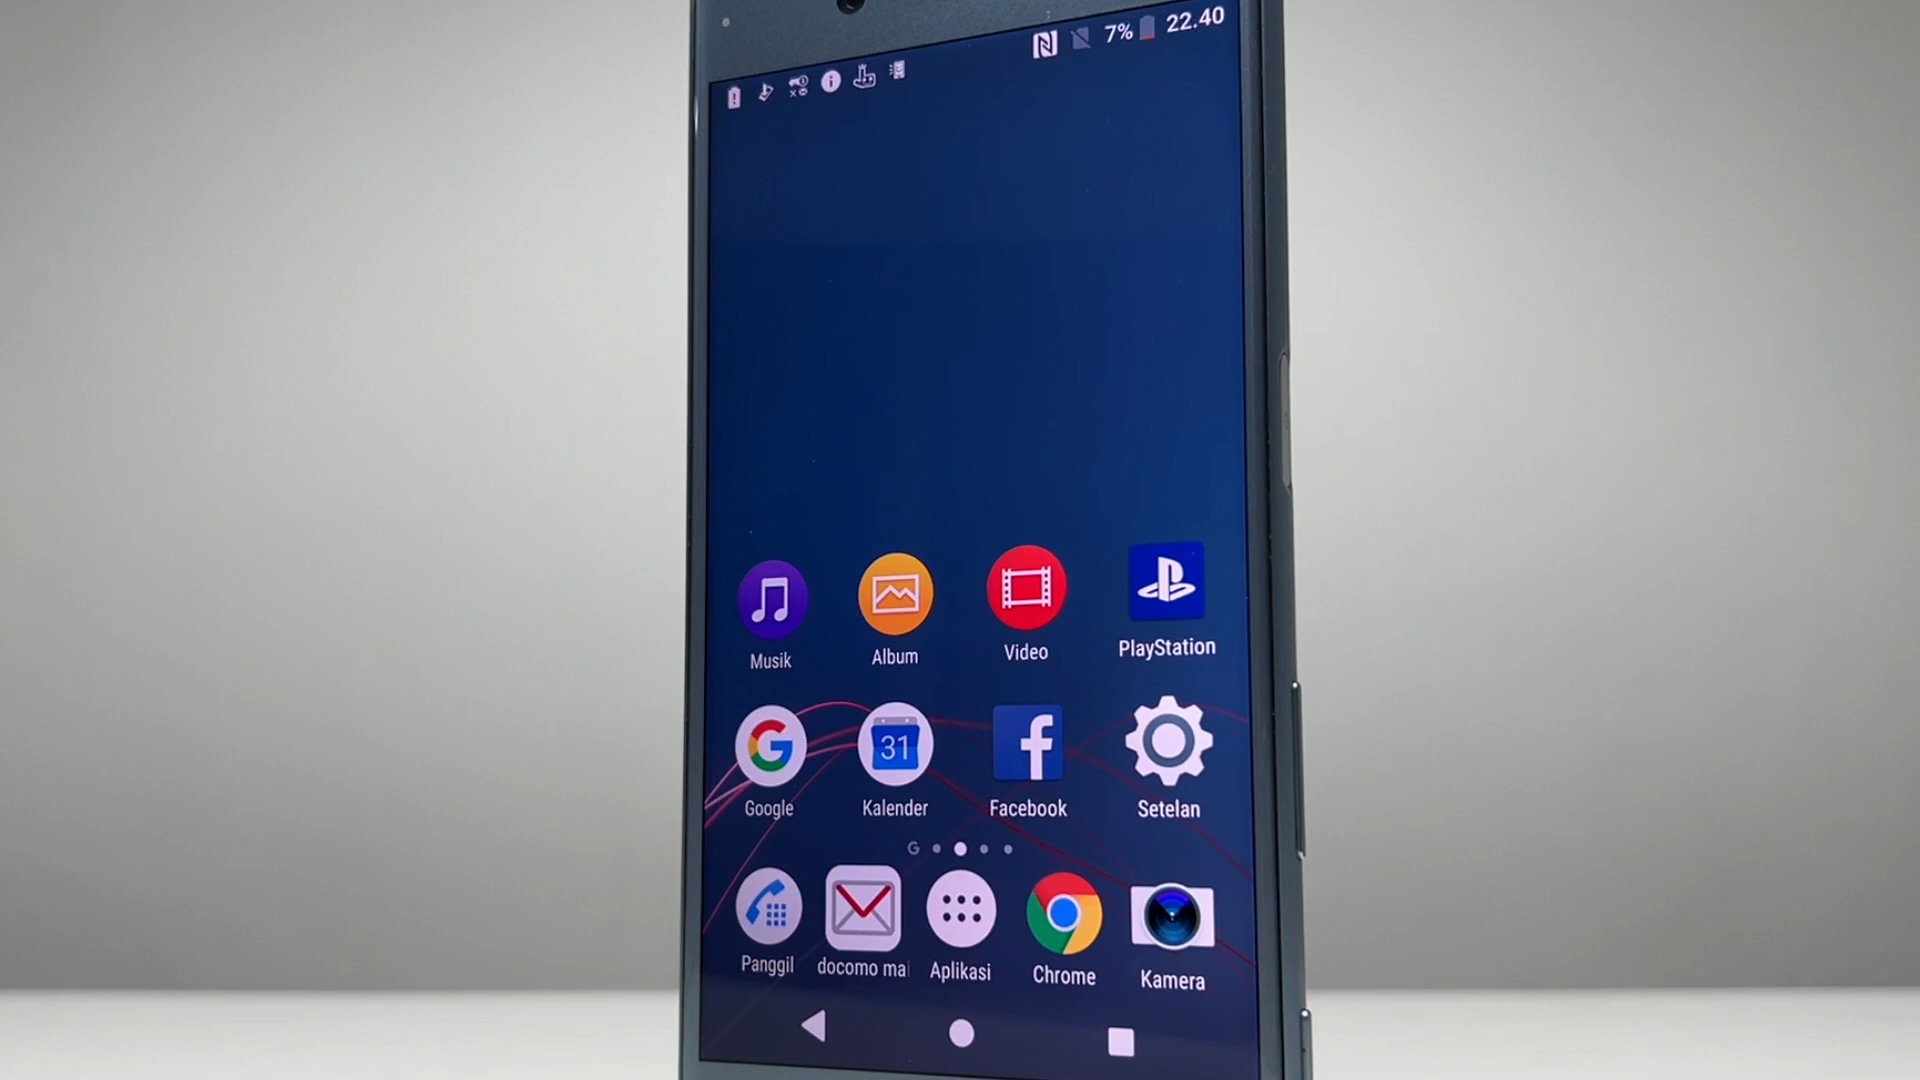 7% 22.40
Musik Album Video PlayStation
31
Google Kalender Facebook Setelan
G
Panggil docomo mai Aplikasi Chrome Kamera